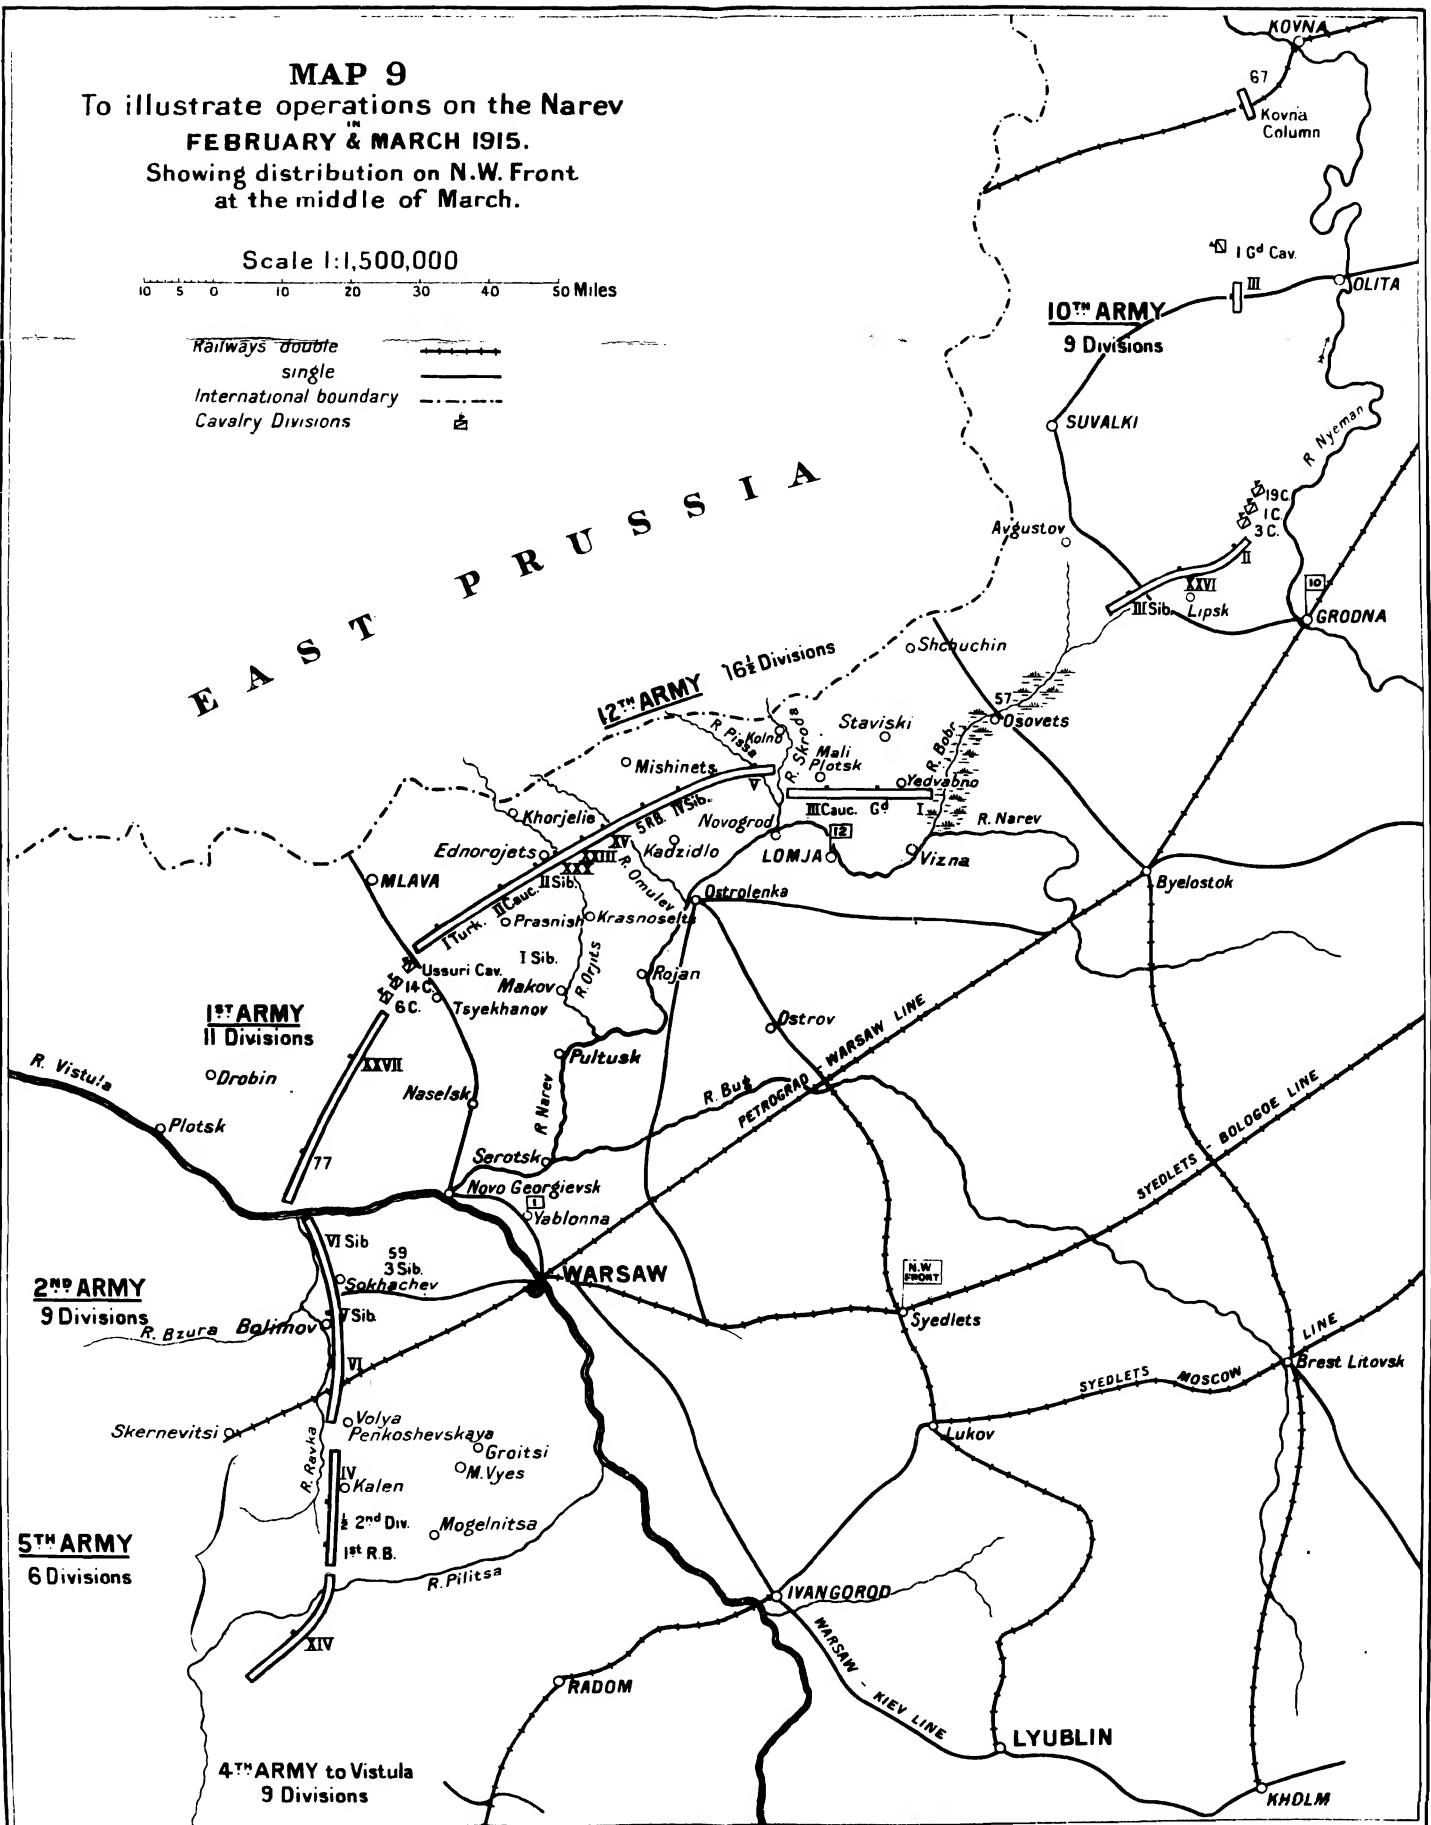 MAP 9
To illustrate operations on the Narev
IN
FEBRUARY & MARCH 1915.
Showing distribution on N.W. Front
at the middle of March.
Scale 1:1,500,000
10 5 0 10 20 30 40 50 Miles
Railways double
single
International boundary
Cavalry Divisions
KOVNA
67
Kovna
Column
1 Gd Cav.
III
OLITA
10TH ARMY
9 Divisions
SUVALKI
R Nyeman
19C.
1C.
3 C.
Avgustov
II
XXVI
III Sib.
Lipsk
10
GRODNA
EAST PRUSSIA
Shchuchin
12TH ARMY 16½ Divisions
57
Osovets
R. Pissa
Kolno
R. Skroda
Staviski
Mali
Plotsk
R. Bobr
Yedvabno
Mishinets
V
III Cauc. Gd I
R. Narev
Khorjelie
5 R.B. IV Sib.
Novogrod
12
LOMJA
Vizna
Ednorojets
XV
XXIII
XXX
Kadzidlo
R. Omulev
MLAVA
II Sib.
II Cauc.
I Turk.
Prasnish
Krasnoselts
Ostrolenka
Byelostok
Ussuri Cav.
14 C.
6 C.
I Sib.
Makov
R. Orjits
Rojan
Tsyekhanov
1ST ARMY
11 Divisions
Ostrov
PETROGRAD - WARSAW LINE
R. Vistula
Drobin
XXVII
Pultusk
Naselsk
R Narev
R. Bug
Plotsk
SYEDLETS - BOLOGOE LINE
77
Serotsk
Novo Georgievsk
1
Yablonna
VI Sib
59
3 Sib.
Sokhachev
WARSAW
N.W
FRONT
2ND ARMY
9 Divisions
R. Bzura
Bolimov
V Sib.
Syedlets
VI
SYEDLETS MOSCOW LINE
Brest Litovsk
Skernevitsi
Volya
Penkoshevskaya
Groitsi
M.Vyes
R. Ravka
Lukov
IV
Kalen
½ 2nd Div.
Mogelnitsa
1st R.B.
5TH ARMY
6 Divisions
R. Pilitsa
IVANGOROD
XIV
WARSAW - KIEV LINE
RADOM
LYUBLIN
4TH ARMY to Vistula
9 Divisions
KHOLM